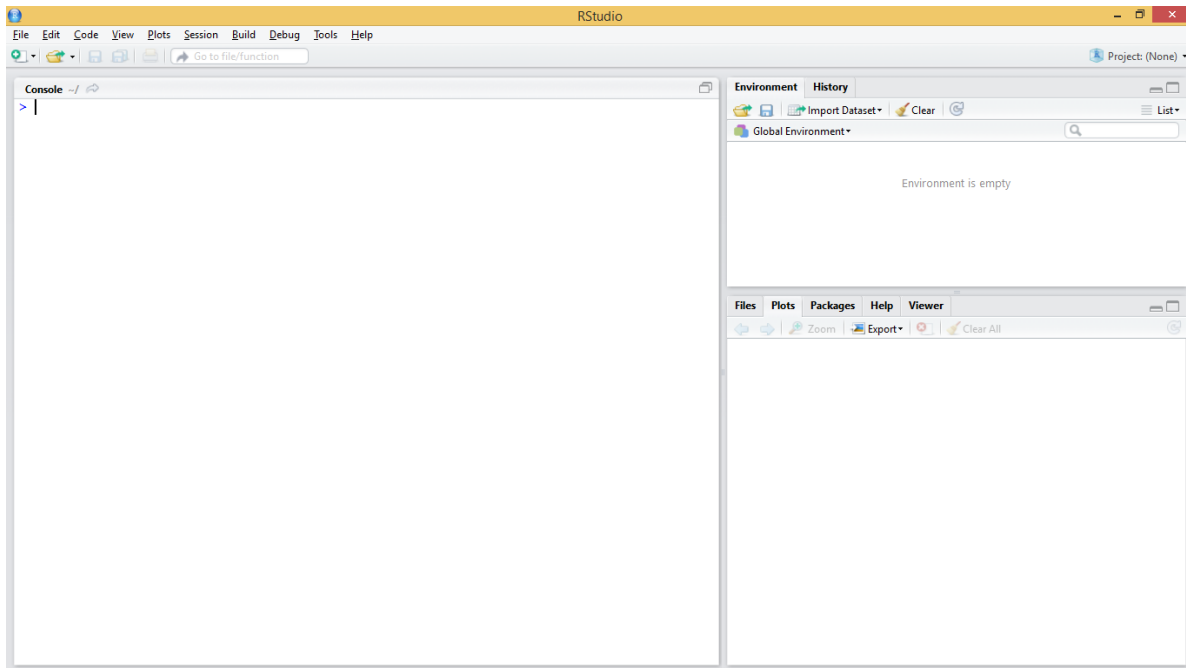 RStudio
File Edit Code View Plots Session Build Debug Tools Help
Go to file/function
Project: (None)
Console ~/
>
Environment History
Import Dataset Clear
List
Global Environment
Environment is empty
Files Plots Packages Help Viewer
Zoom Export Clear All